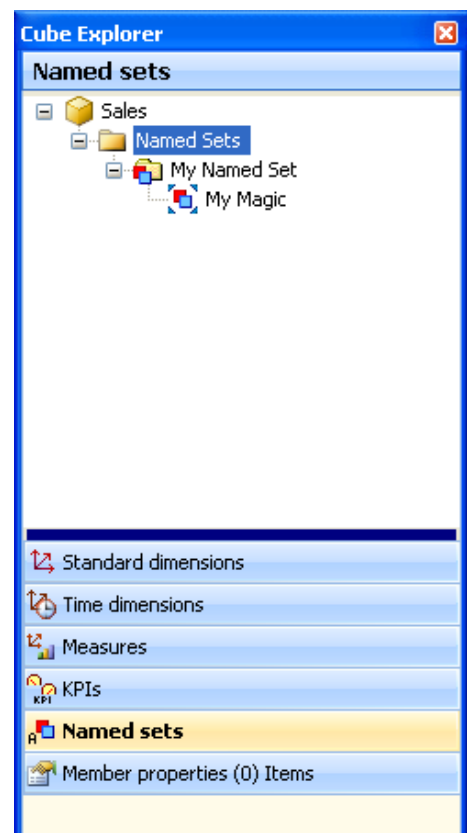 Cube Explorer
Named sets
Sales
Named Sets
My Named Set
My Magic
Standard dimensions
Time dimensions
Measures
KPI KPIs
A Named sets
Member properties (0) Items